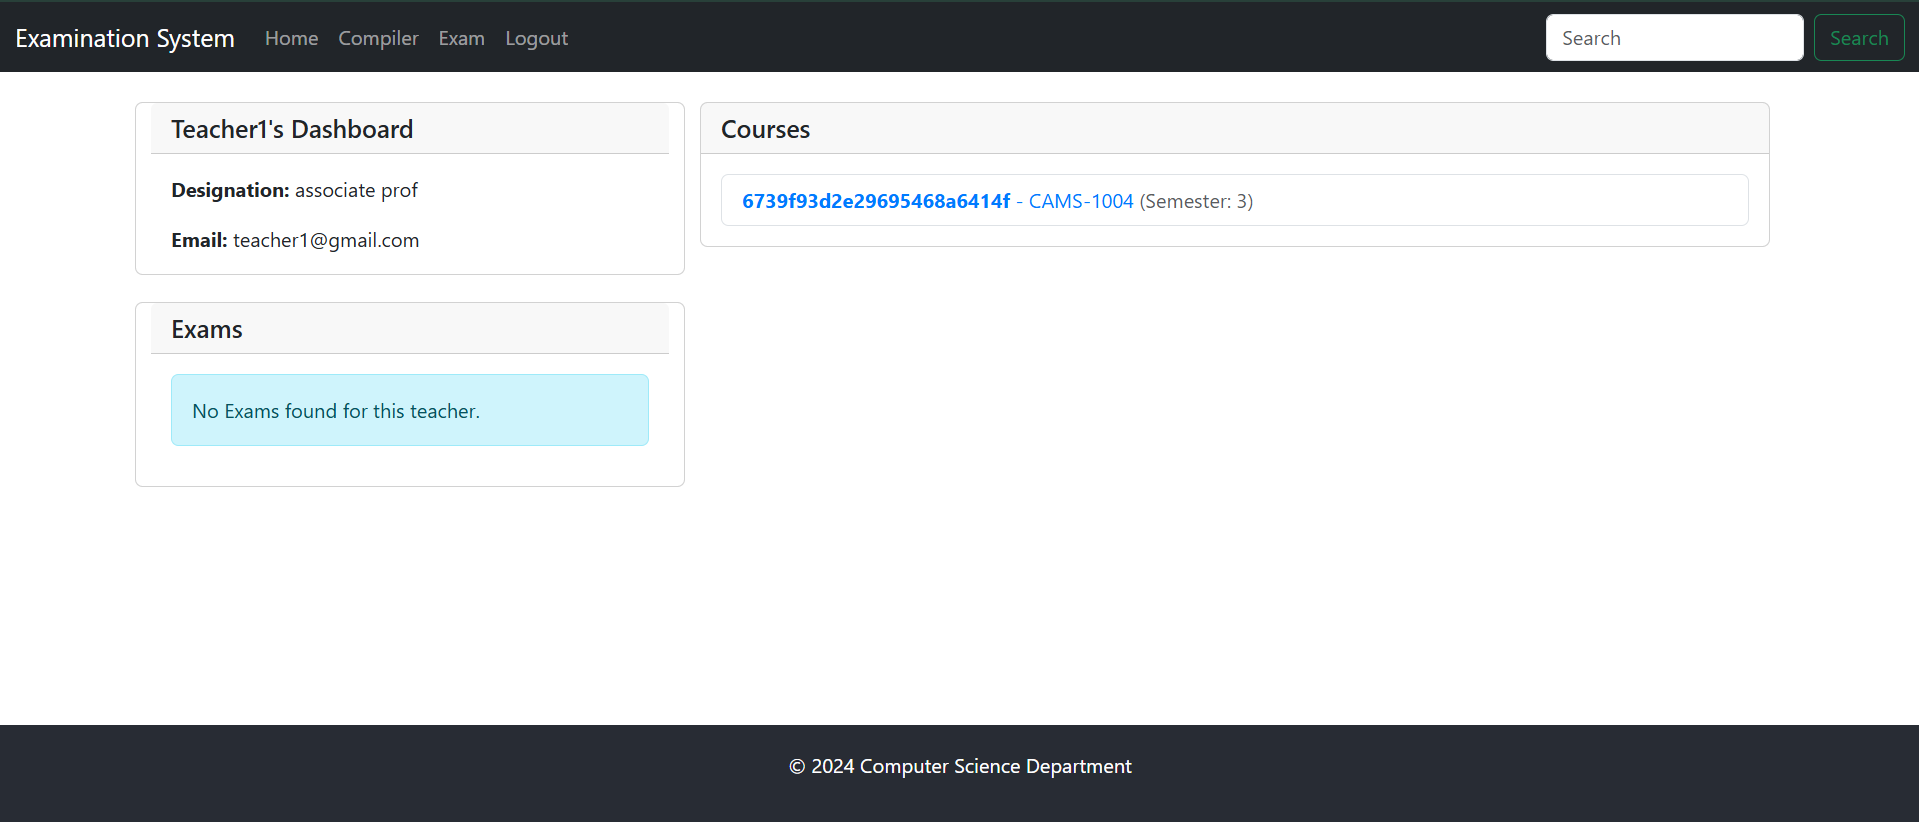 Examination System Home Compiler Exam Logout Search Search
Teacher1's Dashboard
Designation: associate prof
Email: teacher1@gmail.com
Exams
No Exams found for this teacher.
Courses
6739f93d2e29695468a6414f - CAMS-1004 (Semester: 3)
© 2024 Computer Science Department